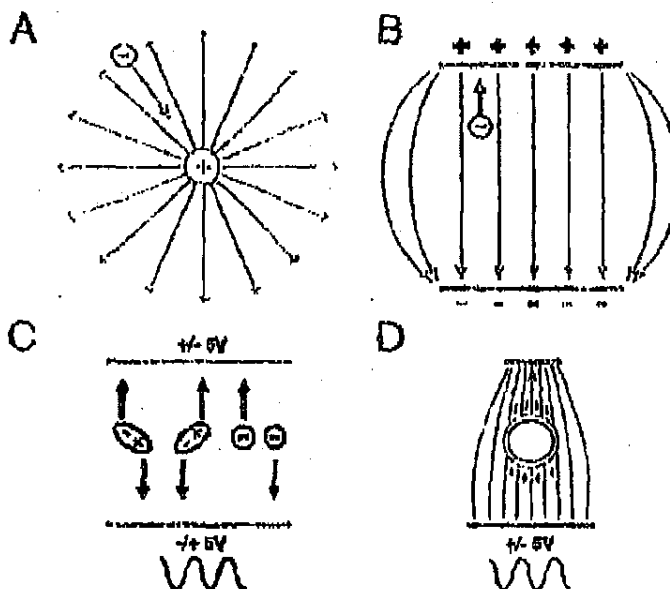 A
B
+ + + + +
-
+
-
C
+/- 5V
-/+ 5V
D
+/- 5V